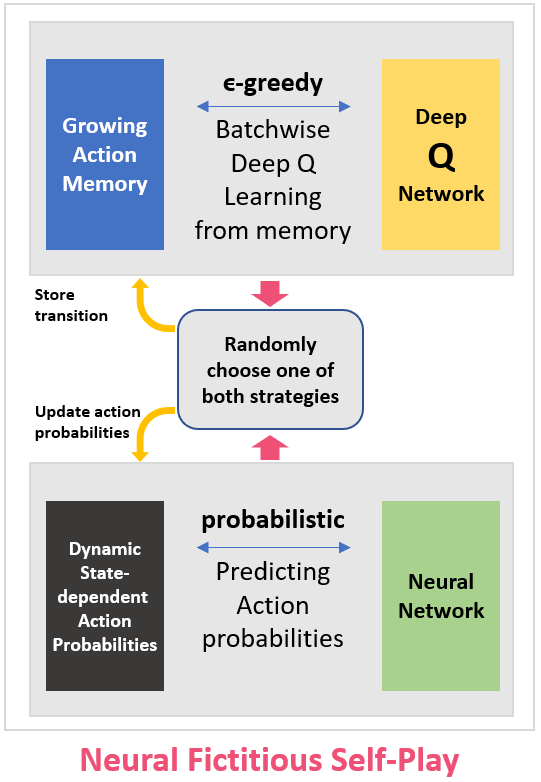 Growing
Action
Memory
ϵ-greedy
Batchwise
Deep Q
Learning
from memory
Deep
Q
Network
Store
transition
Randomly
choose one of
both strategies
Update action
probabilities
Dynamic
State-
dependent
Action
Probabilities
probabilistic
Predicting
Action
probabilities
Neural
Network
Neural Fictitious Self-Play